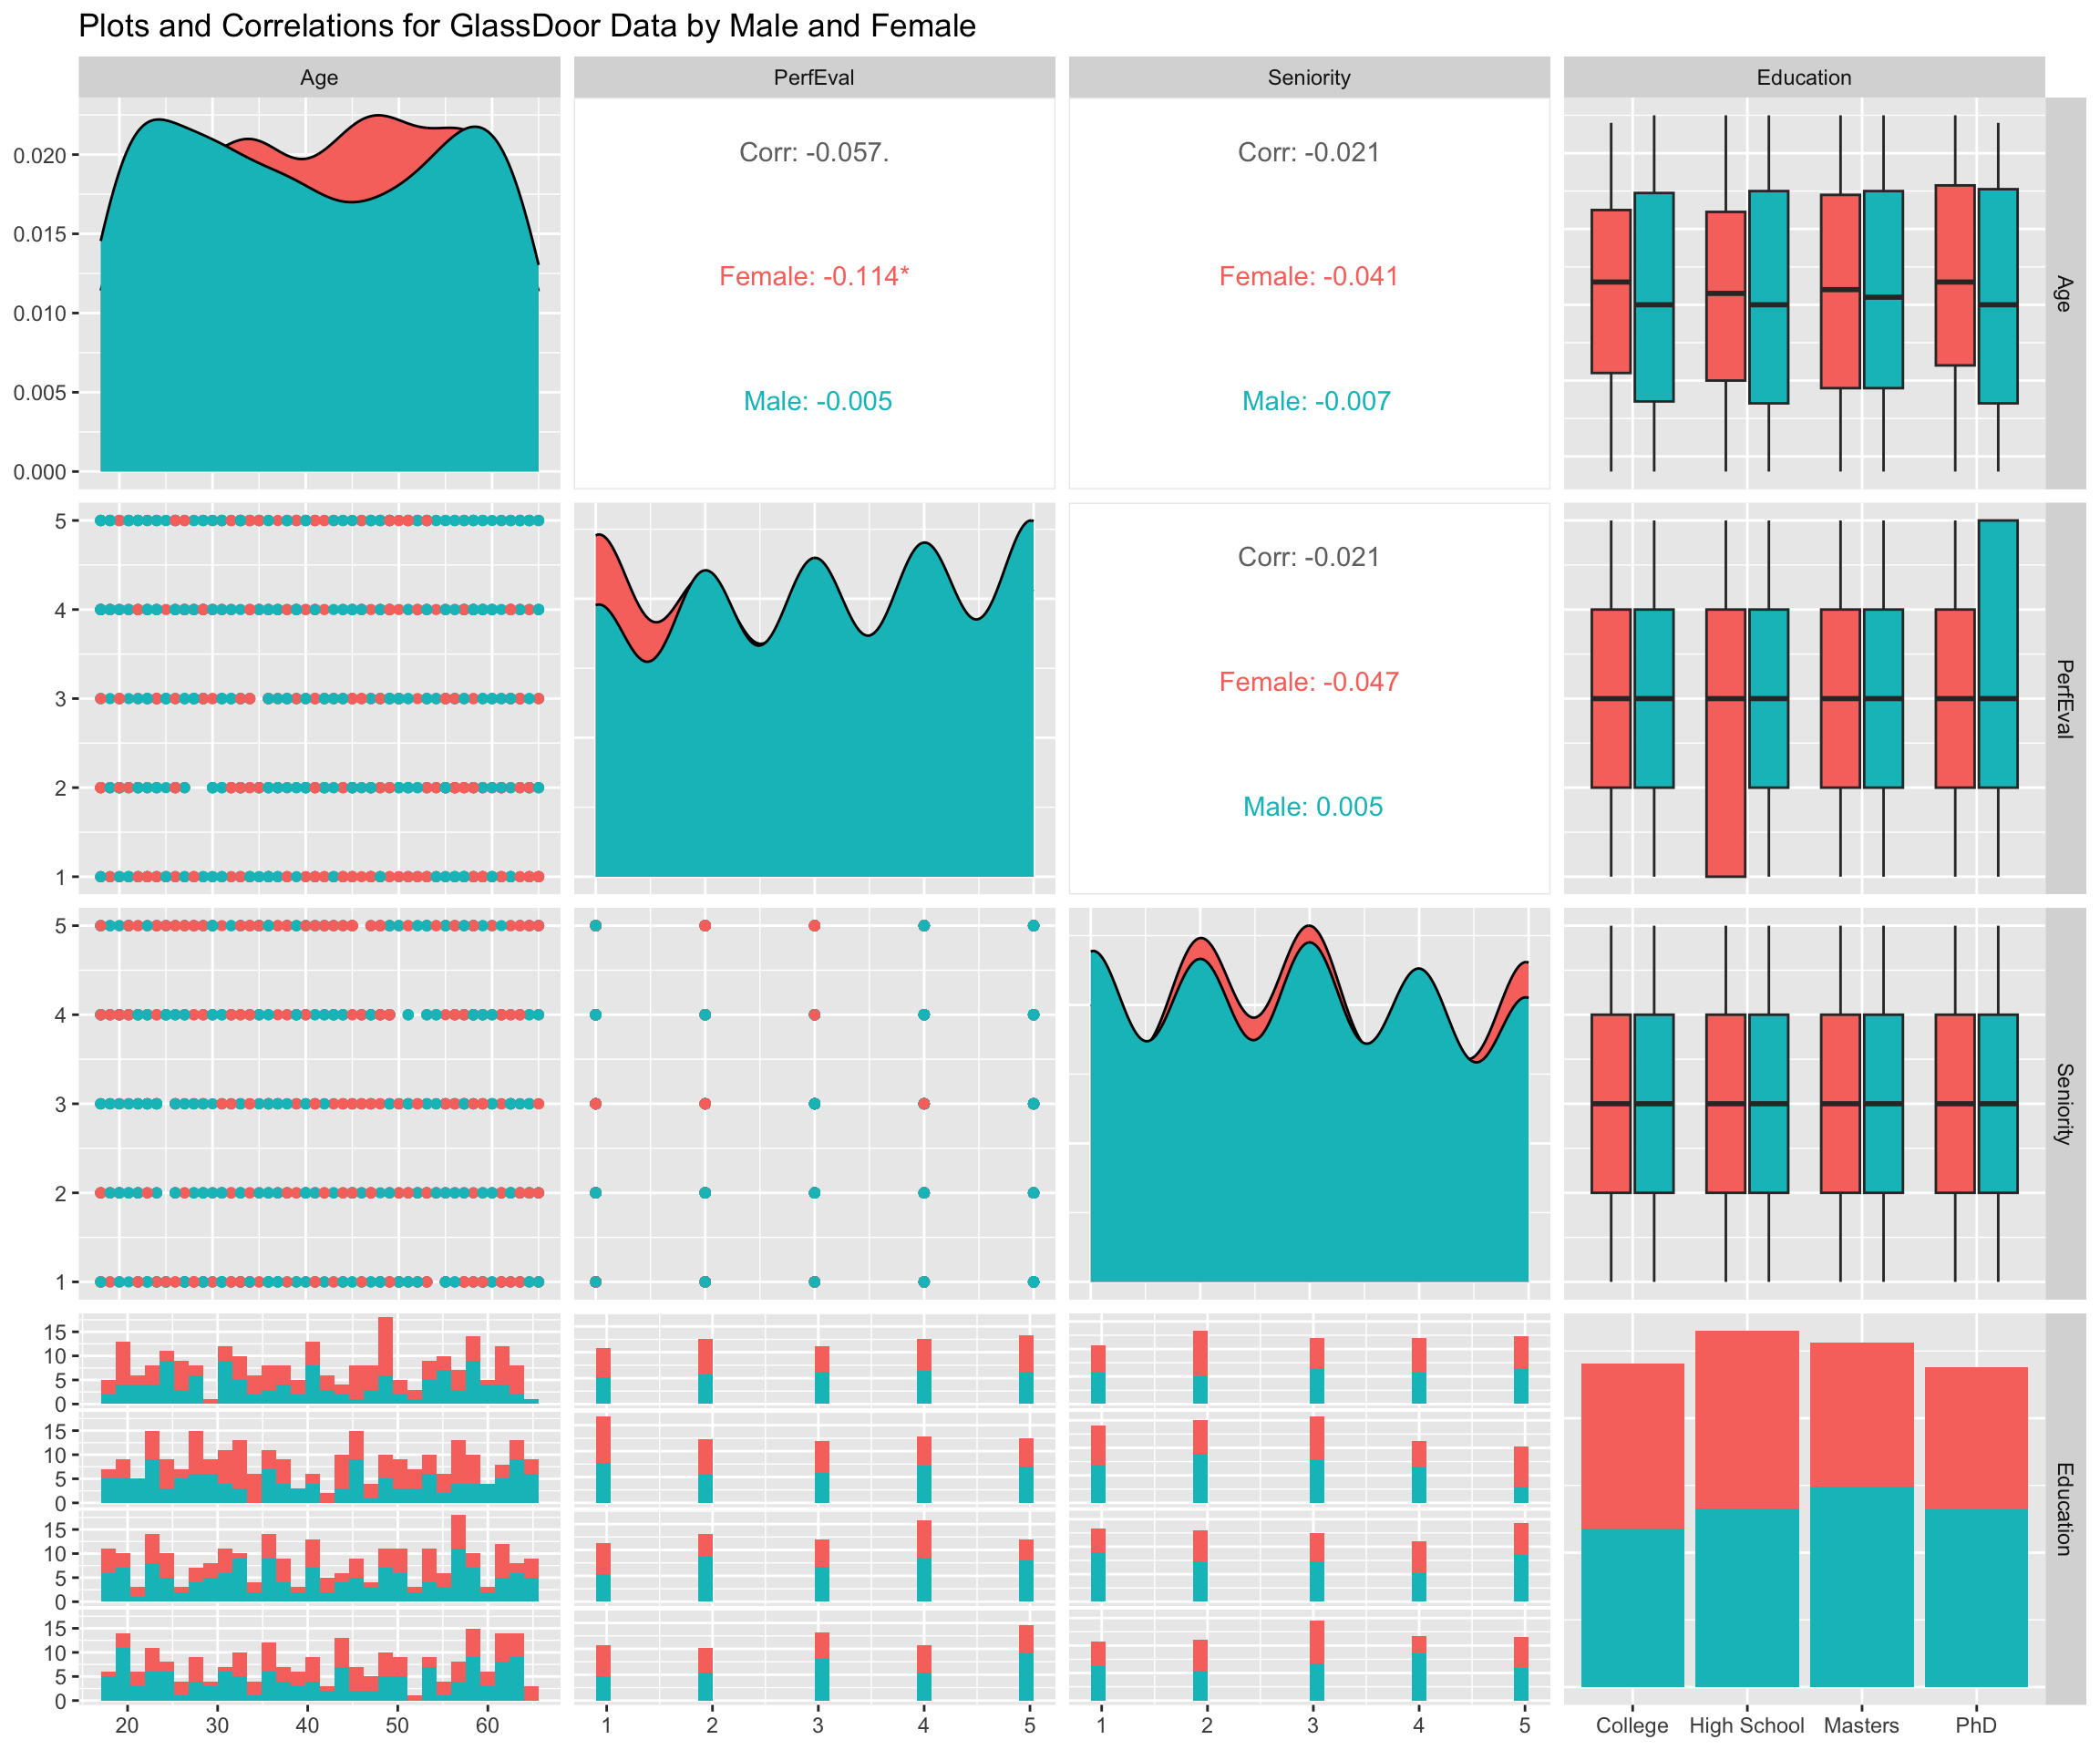 Plots and Correlations for GlassDoor Data by Male and Female
Age
PerfEval
Seniority
Education
0.020
0.015
0.010
0.005
0.000
Corr: -0.057.
Female: -0.114*
Male: -0.005
Corr: -0.021
Female: -0.041
Male: -0.007
Age
5
4
3
2
1
Corr: -0.021
Female: -0.047
Male: 0.005
PerfEval
5
4
3
2
1
Seniority
15
10
5
0
15
10
5
0
15
10
5
0
15
10
5
0
Education
20 30 40 50 60
1 2 3 4 5
1 2 3 4 5
College High School Masters PhD